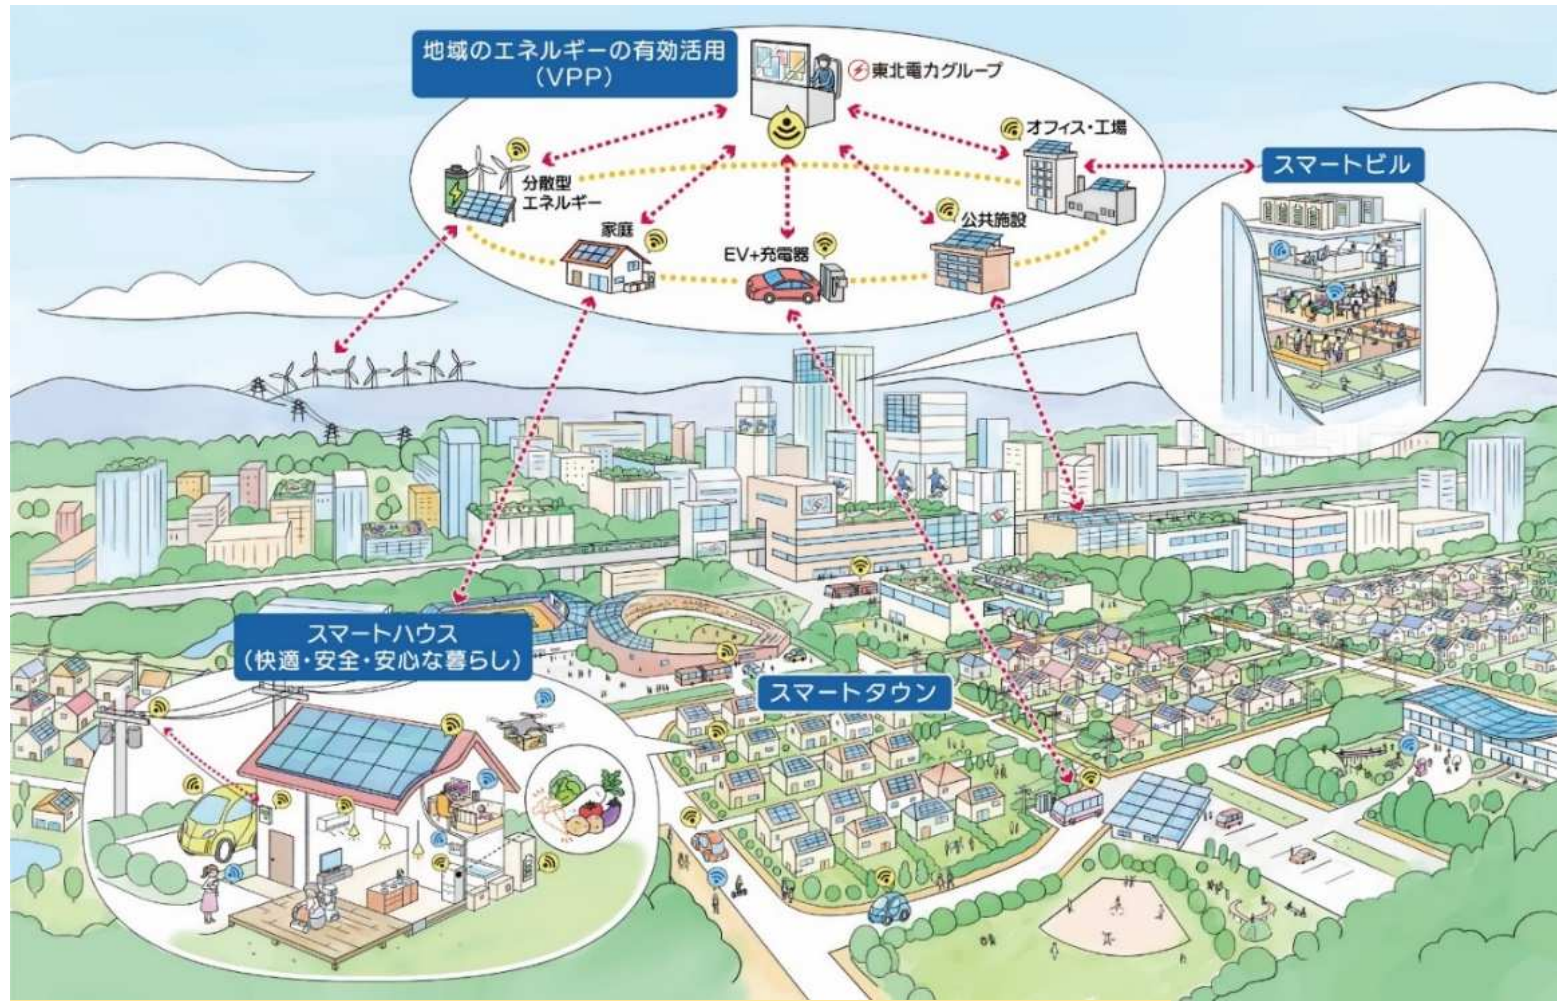 地域のエネルギーの有効活用
（VPP）
東北電力グループ
オフィス・工場
スマートビル
分散型
エネルギー
家庭
EV+充電器
公共施設
スマートハウス
（快適・安全・安心な暮らし）
スマートタウン